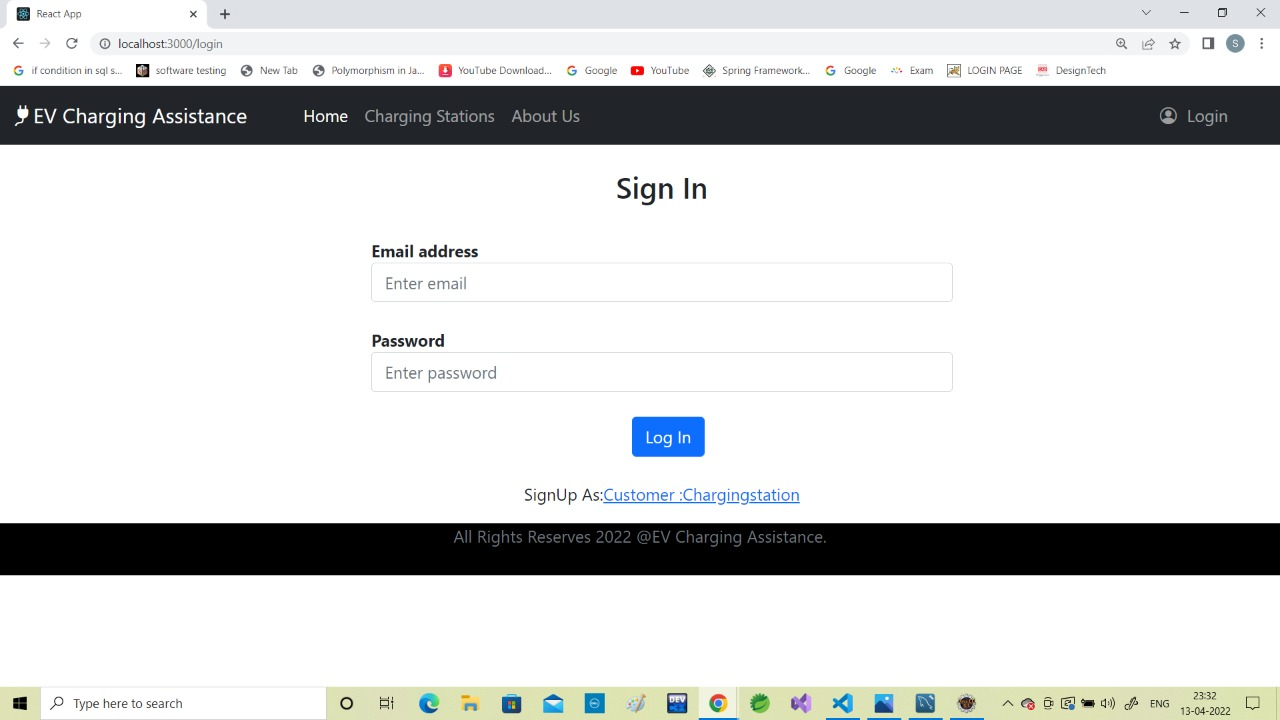 React App
localhost:3000/login
S
if condition in sql s... software testing New Tab Polymorphism in Ja... YouTube Download... Google YouTube Spring Framework... Google Exam LOGIN PAGE DesignTech
EV Charging Assistance Home Charging Stations About Us Login
Sign In
Email address
Enter email
Password
Enter password
Log In
SignUp As:Customer :Chargingstation
All Rights Reserves 2022 @EV Charging Assistance.
Type here to search DEV ENG 23:32
13-04-2022